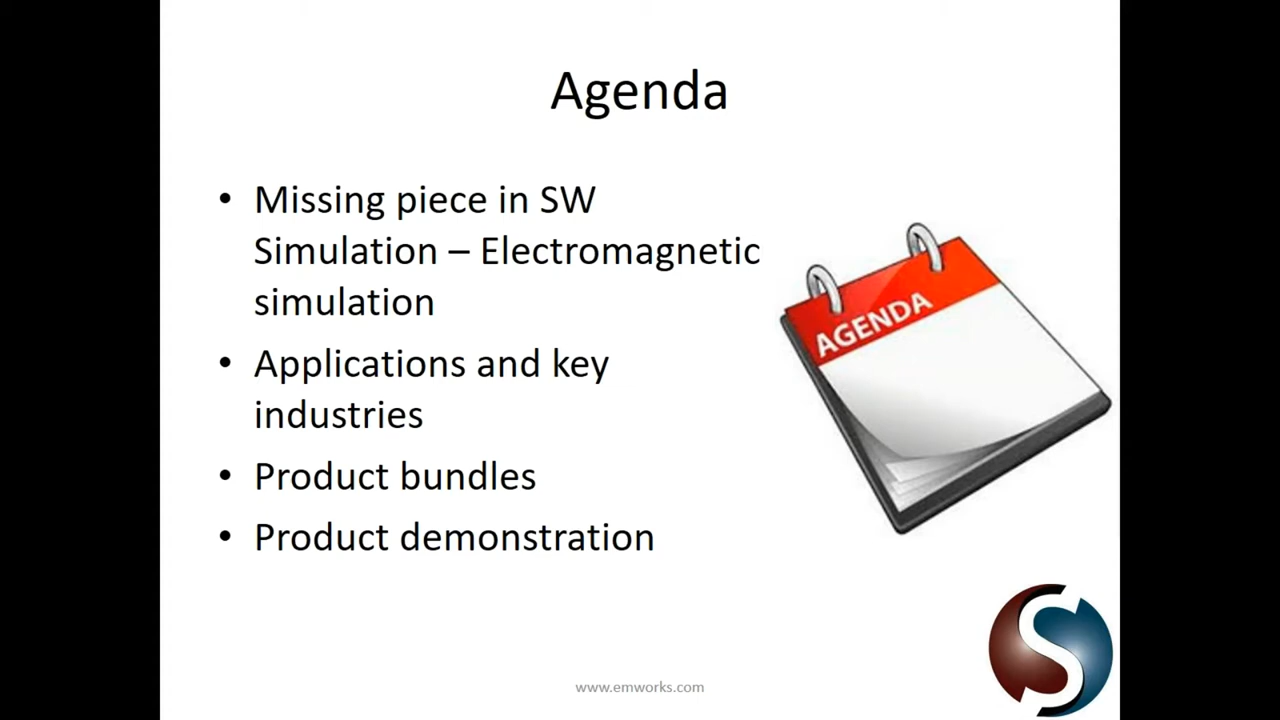 Agenda
• Missing piece in SW
Simulation – Electromagnetic
simulation
• Applications and key
industries
• Product bundles
• Product demonstration
AGENDA
S
www.emworks.com